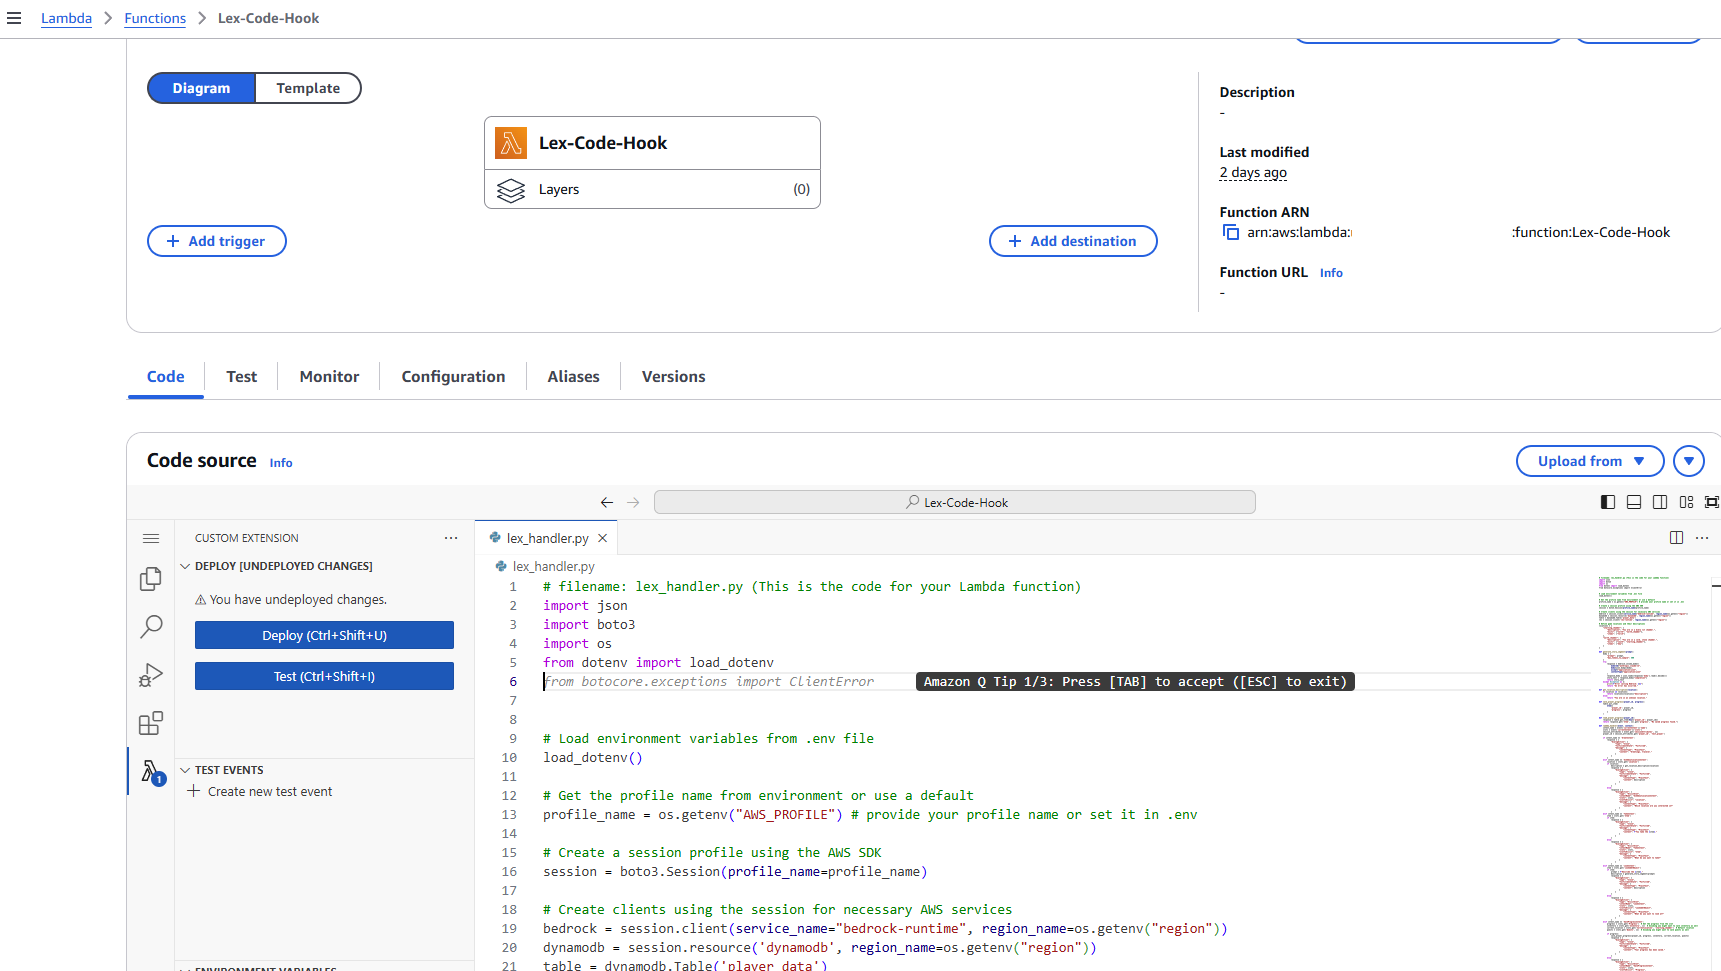 Lambda > Functions > Lex-Code-Hook
Diagram Template
Lex-Code-Hook
Layers (0)
+ Add trigger
+ Add destination
Description
-
Last modified
2 days ago
Function ARN
arn:aws:lambda: :function:Lex-Code-Hook
Function URL Info
-
Code Test Monitor Configuration Aliases Versions
Code source Info
Upload from
Lex-Code-Hook
CUSTOM EXTENSION
DEPLOY [UNDEPLOYED CHANGES]
You have undeployed changes.
Deploy (Ctrl+Shift+U)
Test (Ctrl+Shift+I)
1
TEST EVENTS
+ Create new test event
ENVIRONMENT VARIABLES
lex_handler.py
lex_handler.py
1 # filename: lex_handler.py (This is the code for your Lambda function)
2 import json
3 import boto3
4 import os
5 from dotenv import load_dotenv
6 from botocore.exceptions import ClientError Amazon Q Tip 1/3: Press [TAB] to accept ([ESC] to exit)
7
8
9 # Load environment variables from .env file
10 load_dotenv()
11
12 # Get the profile name from environment or use a default
13 profile_name = os.getenv("AWS_PROFILE") # provide your profile name or set it in .env
14
15 # Create a session profile using the AWS SDK
16 session = boto3.Session(profile_name=profile_name)
17
18 # Create clients using the session for necessary AWS services
19 bedrock = session.client(service_name="bedrock-runtime", region_name=os.getenv("region"))
20 dynamodb = session.resource('dynamodb', region_name=os.getenv("region"))
21 table = dynamodb.Table('player_data')